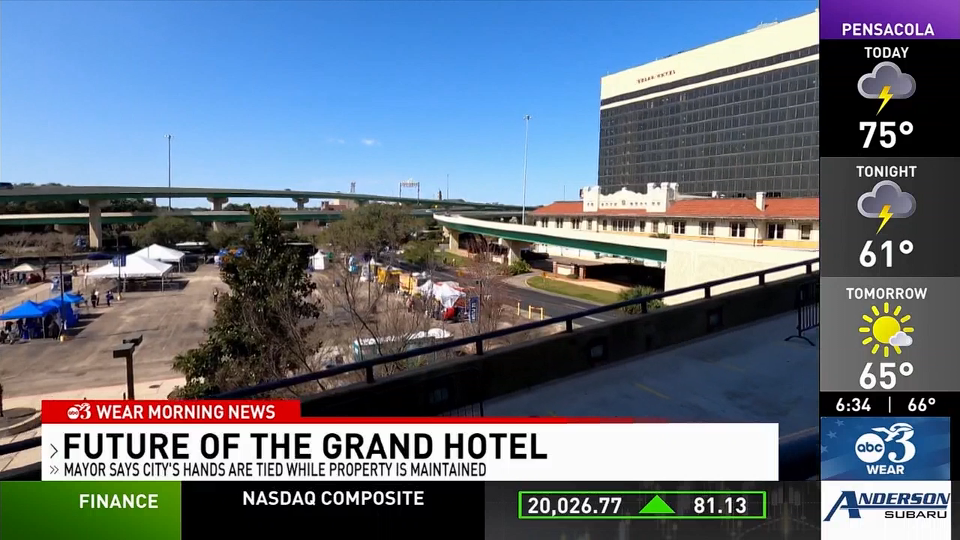 PENSACOLA
TODAY
75°
TONIGHT
61°
TOMORROW
65°
6:34 | 66°
abc 3
WEAR
ANDERSON
SUBARU
abc 3 WEAR MORNING NEWS
FUTURE OF THE GRAND HOTEL
MAYOR SAYS CITY'S HANDS ARE TIED WHILE PROPERTY IS MAINTAINED
FINANCE
NASDAQ COMPOSITE
20,026.77 81.13